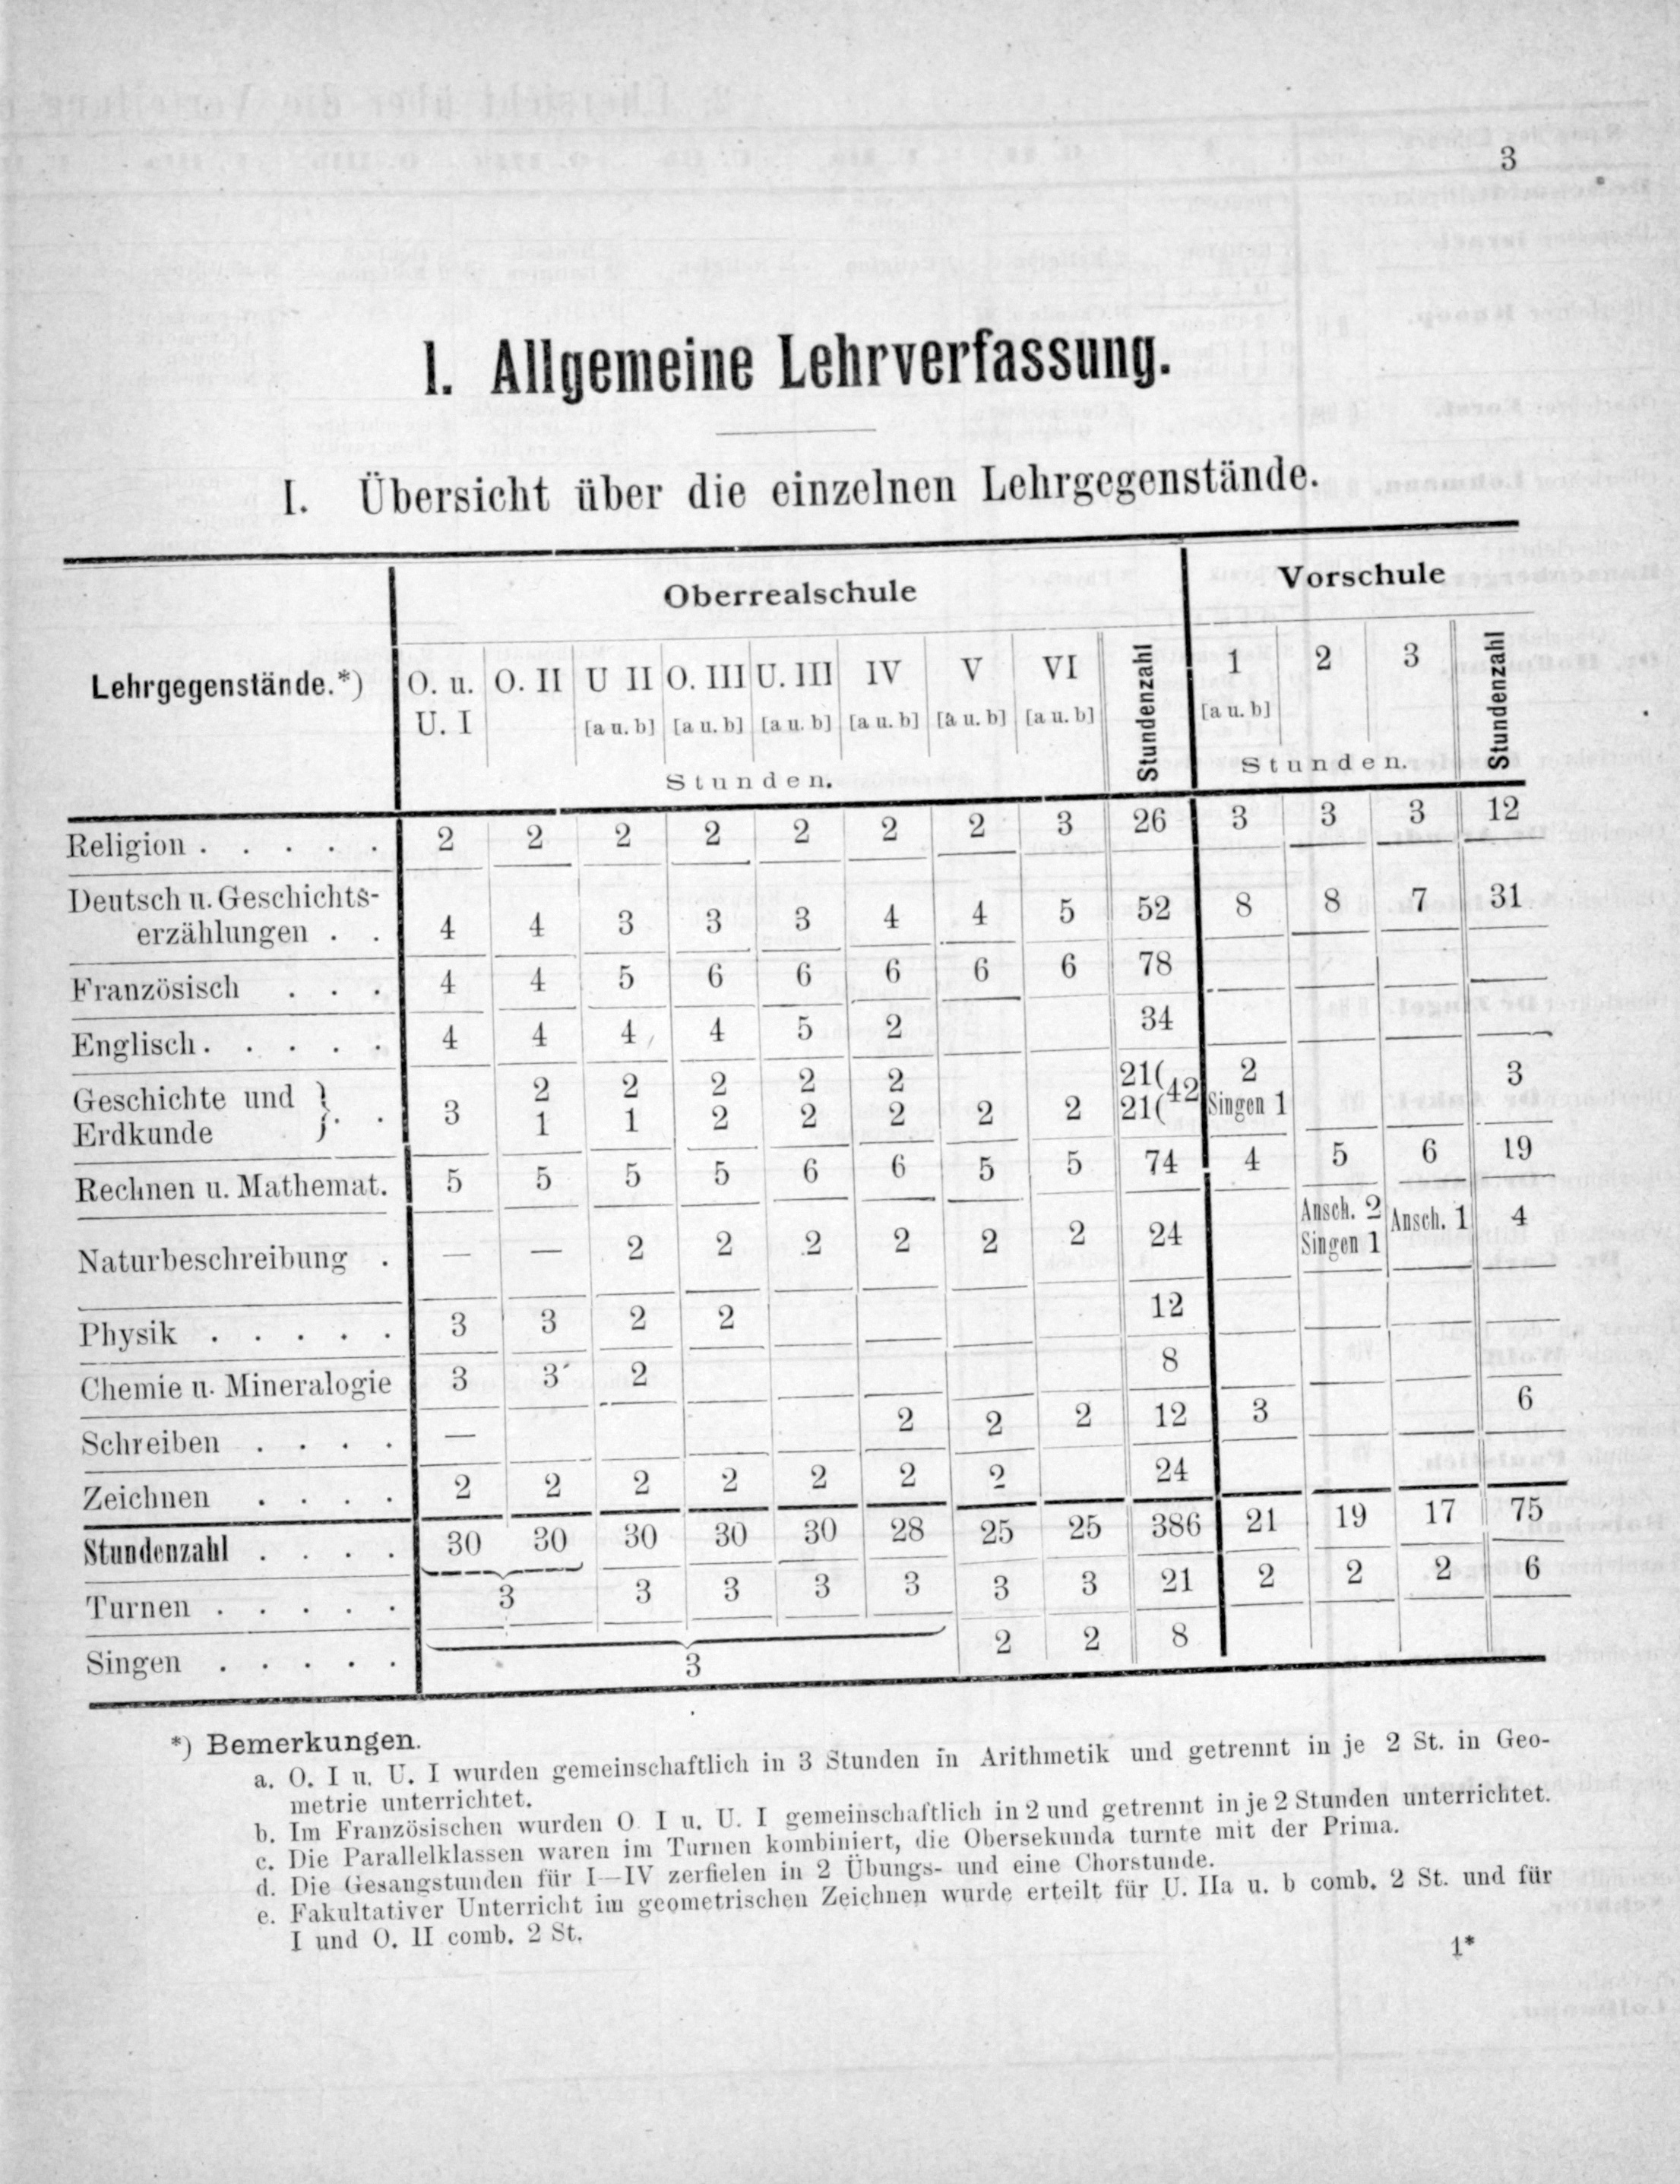 3
I. Allgemeine Lehrverfassung.
I. Übersicht über die einzelnen Lehrgegenstände.
Lehrgegenstände.*) Oberrealschule Vorschule
O. u. U. I O. II U II [a u. b] O. III [a u. b] U. III [a u. b] IV [a u. b] V [a u. b] VI [a u. b] Stundenzahl 1 [a u. b] 2 3 Stundenzahl
Stunden. Stunden.
Religion . . . . . 2 2 2 2 2 2 2 3 26 3 3 3 12
Deutsch u. Geschichts-
erzählungen . . 4 4 3 3 3 4 4 5 52 8 8 7 31
Französisch . . . 4 4 5 6 6 6 6 6 78
Englisch . . . . . 4 4 4 4 5 2 34
Geschichte und } . . 3 2 2 2 2 2 21( 42 2 3
Erdkunde 1 1 2 2 2 2 2 21( Singen 1
Rechnen u. Mathemat. 5 5 5 5 6 6 5 5 74 4 5 6 19
Naturbeschreibung . — — 2 2 2 2 2 2 24 Ansch. 2 Singen 1 Ansch. 1 4
Physik . . . . . 3 3 2 2 12
Chemie u. Mineralogie 3 3 2 8
Schreiben . . . . — 2 2 2 12 3 6
Zeichnen . . . . 2 2 2 2 2 2 2 24
Stundenzahl . . . . 30 30 30 30 30 28 25 25 386 21 19 17 75
Turnen . . . . . 3 3 3 3 3 3 3 21 2 2 2 6
Singen . . . . . 3 2 2 8
*) Bemerkungen.
a. O. I u. U. I wurden gemeinschaftlich in 3 Stunden in Arithmetik und getrennt in je 2 St. in Geo-
metrie unterrichtet.
b. Im Französischen wurden O I u. U. I gemeinschaftlich in 2 und getrennt in je 2 Stunden unterrichtet.
c. Die Parallelklassen waren im Turnen kombiniert, die Obersekunda turnte mit der Prima.
d. Die Gesangstunden für I—IV zerfielen in 2 Übungs- und eine Chorstunde.
e. Fakultativer Unterricht im geometrischen Zeichnen wurde erteilt für U. IIa u. b comb. 2 St. und für
I und O. II comb. 2 St.
1*